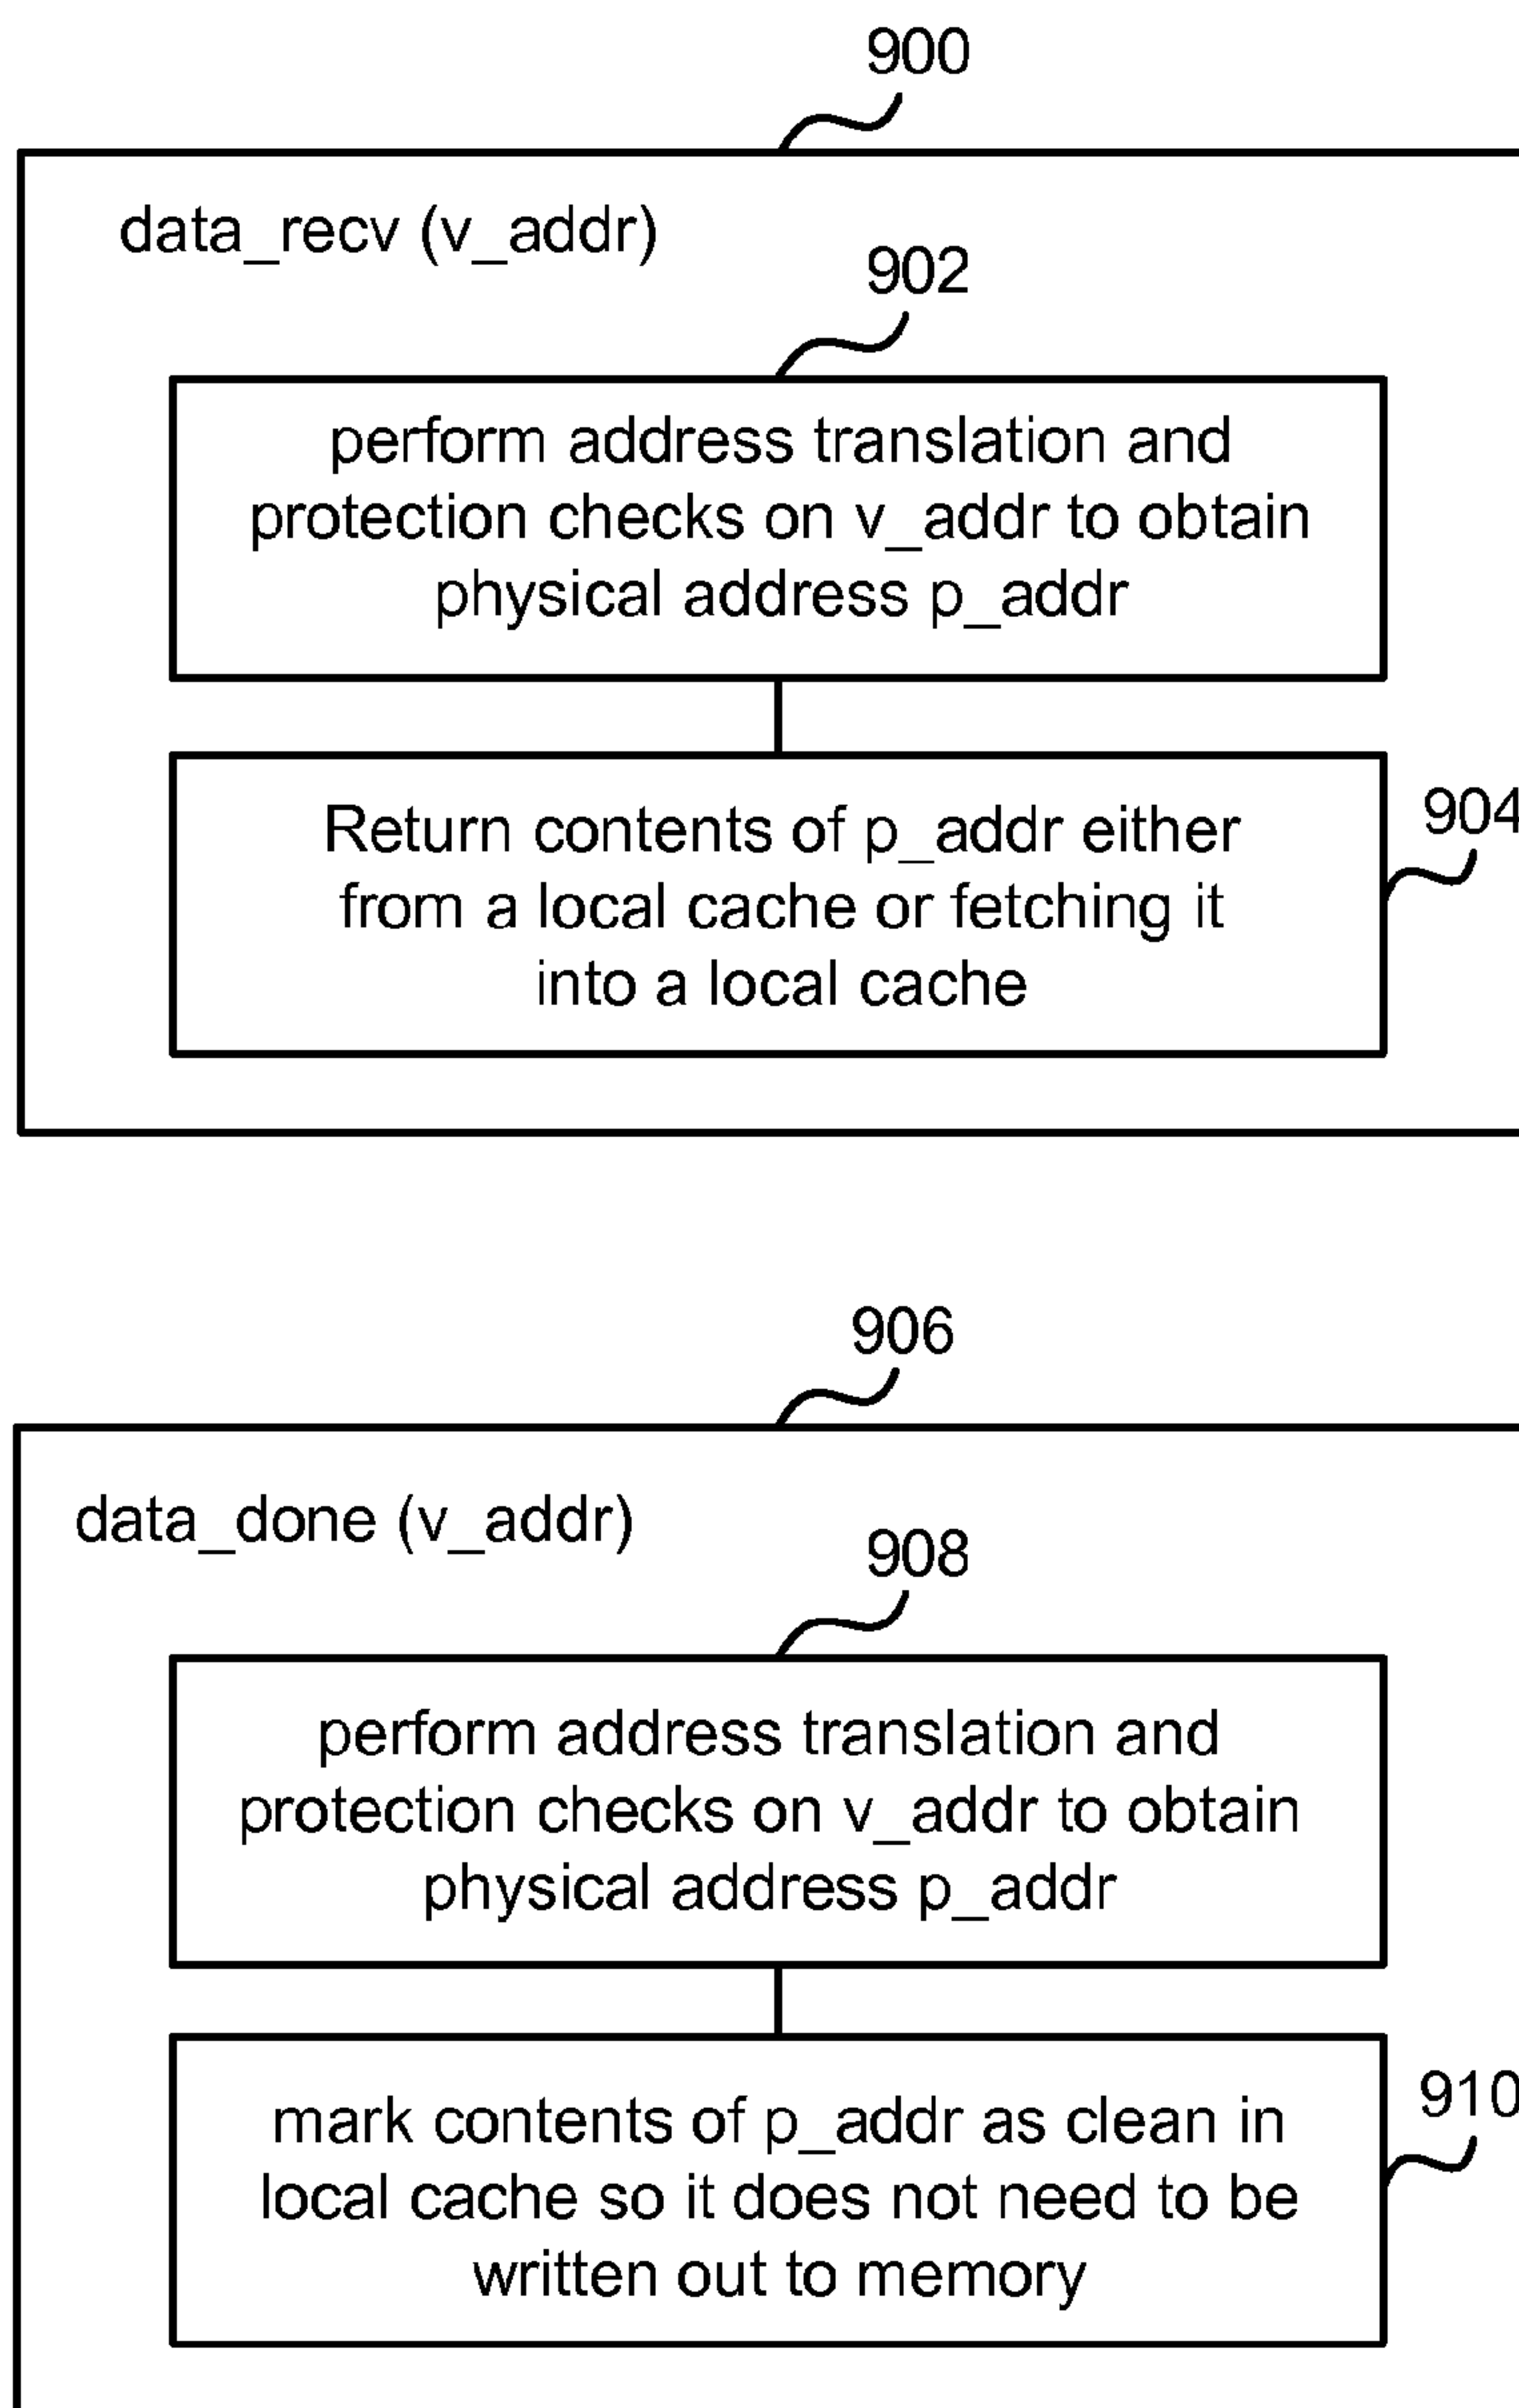 900
data_recv (v_addr)
902
perform address translation and
protection checks on v_addr to obtain
physical address p_addr
Return contents of p_addr either
from a local cache or fetching it
into a local cache
904
906
data_done (v_addr)
908
perform address translation and
protection checks on v_addr to obtain
physical address p_addr
mark contents of p_addr as clean in
local cache so it does not need to be
written out to memory
910